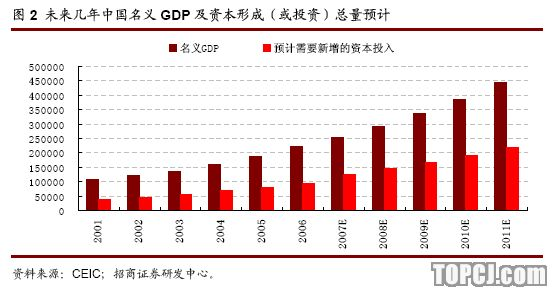 图 2 未来几年中国名义 GDP 及资本形成（或投资）总量预计
名义GDP 预计需要新增的资本投入
500000
450000
400000
350000
300000
250000
200000
150000
100000
50000
0
2001 2002 2003 2004 2005 2006 2007E 2008E 2009E 2010E 2011E
资料来源：CEIC；招商证券研发中心。
TOPCJ.com